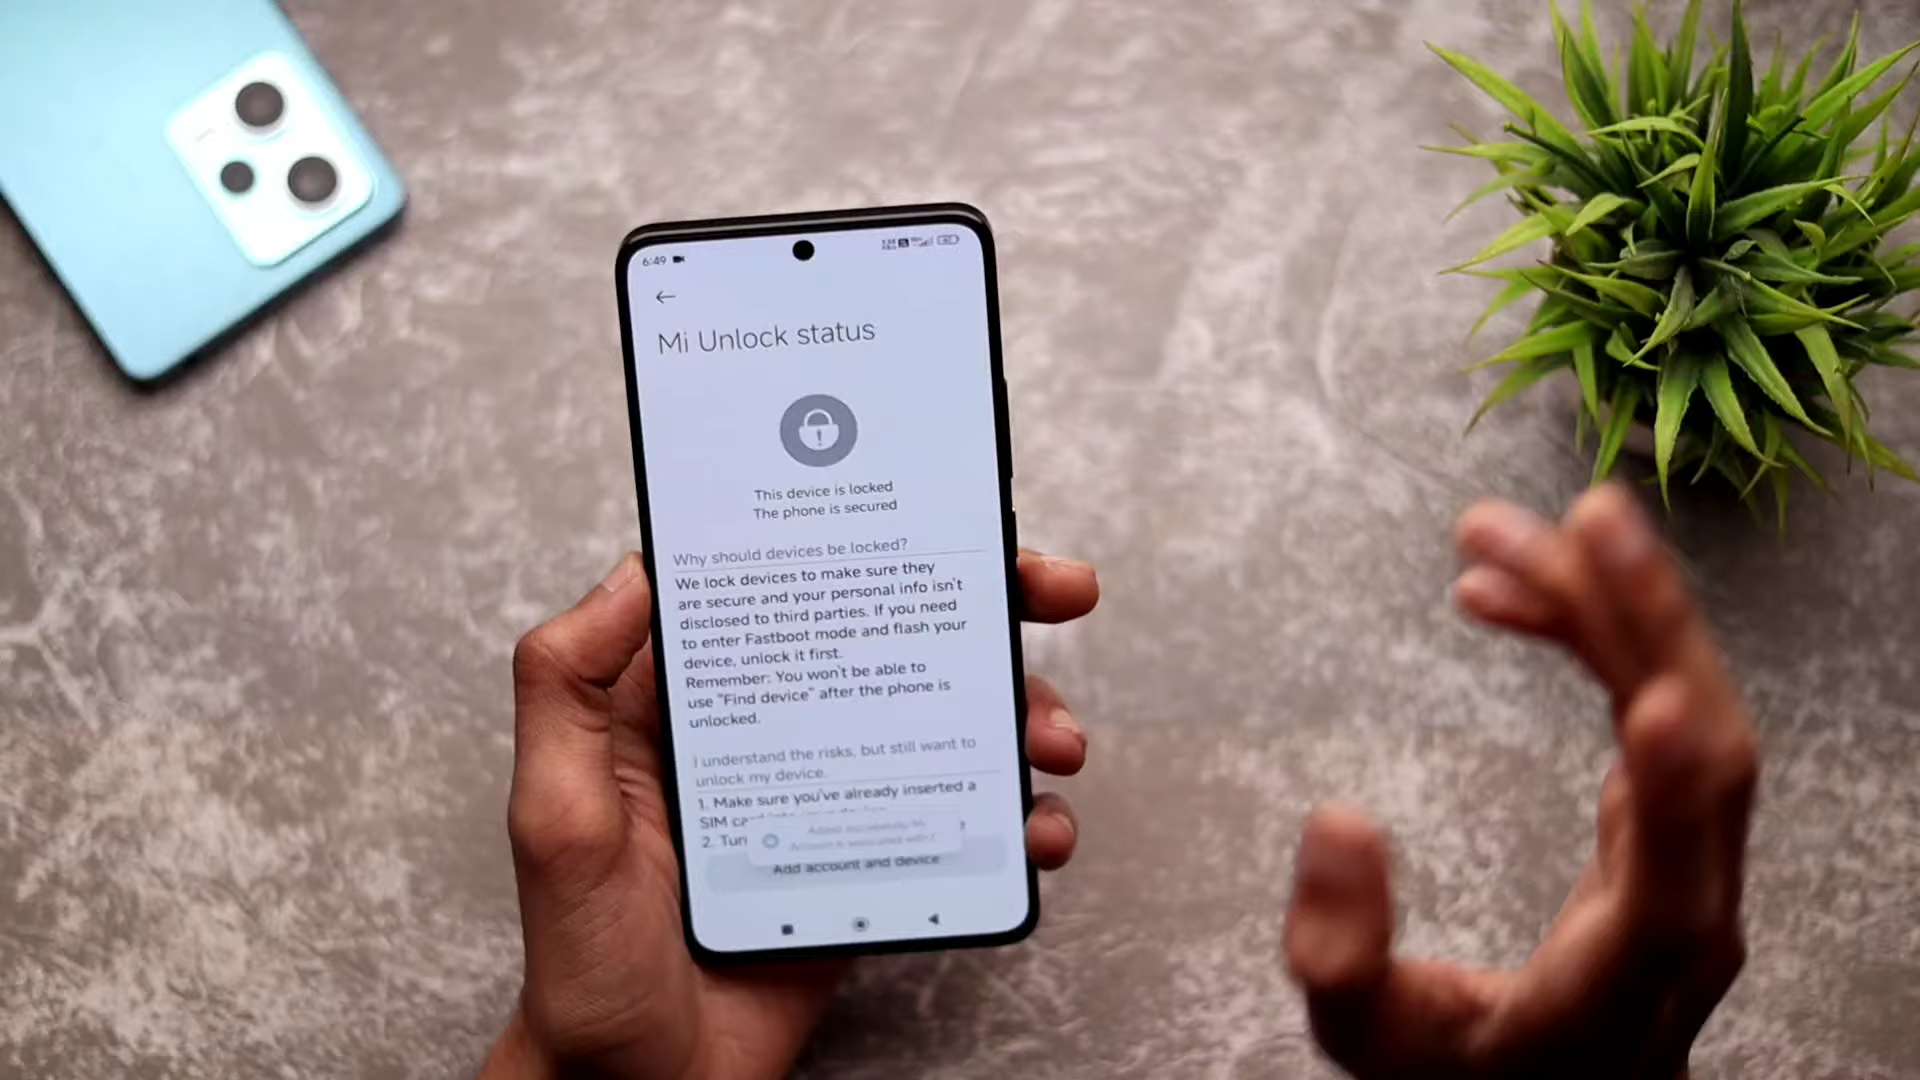 6:49
Mi Unlock status
This device is locked
The phone is secured
Why should devices be locked?
We lock devices to make sure they
are secure and your personal info isn't
disclosed to third parties. If you need
to enter Fastboot mode and flash your
device, unlock it first.
Remember: You won't be able to
use "Find device" after the phone is
unlocked.
I understand the risks, but still want to
unlock my device.
1. Make sure you've already inserted a
SIM
2.
Added successfully.
Add account and device